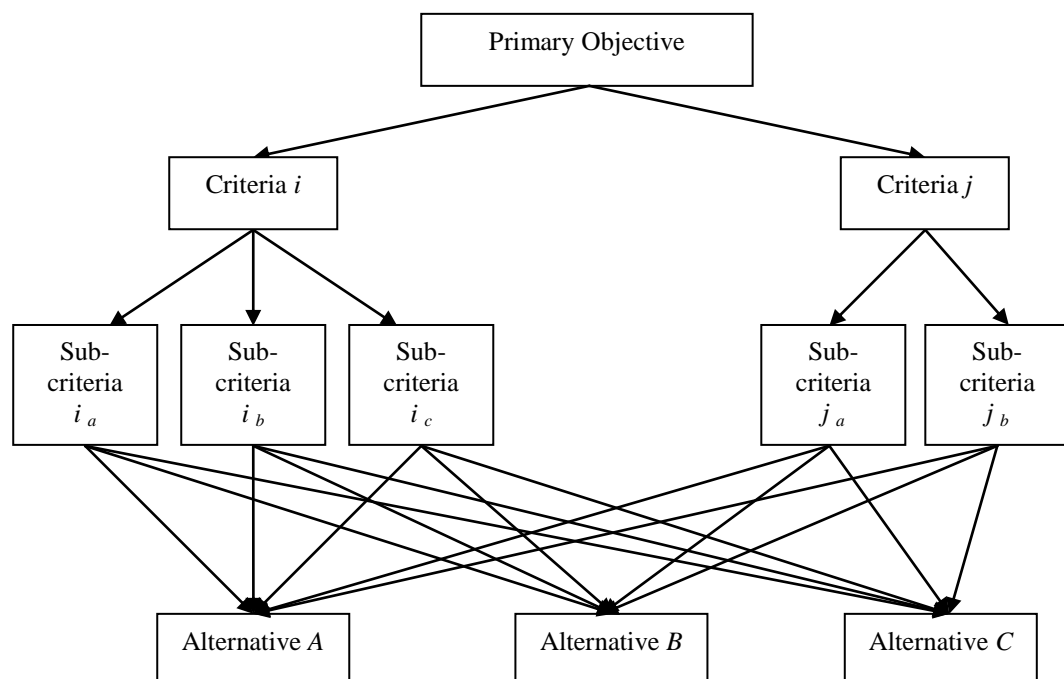 Primary Objective
Criteria i
Criteria j
Sub-
criteria
i a
Sub-
criteria
i b
Sub-
criteria
i c
Sub-
criteria
j a
Sub-
criteria
j b
Alternative A
Alternative B
Alternative C